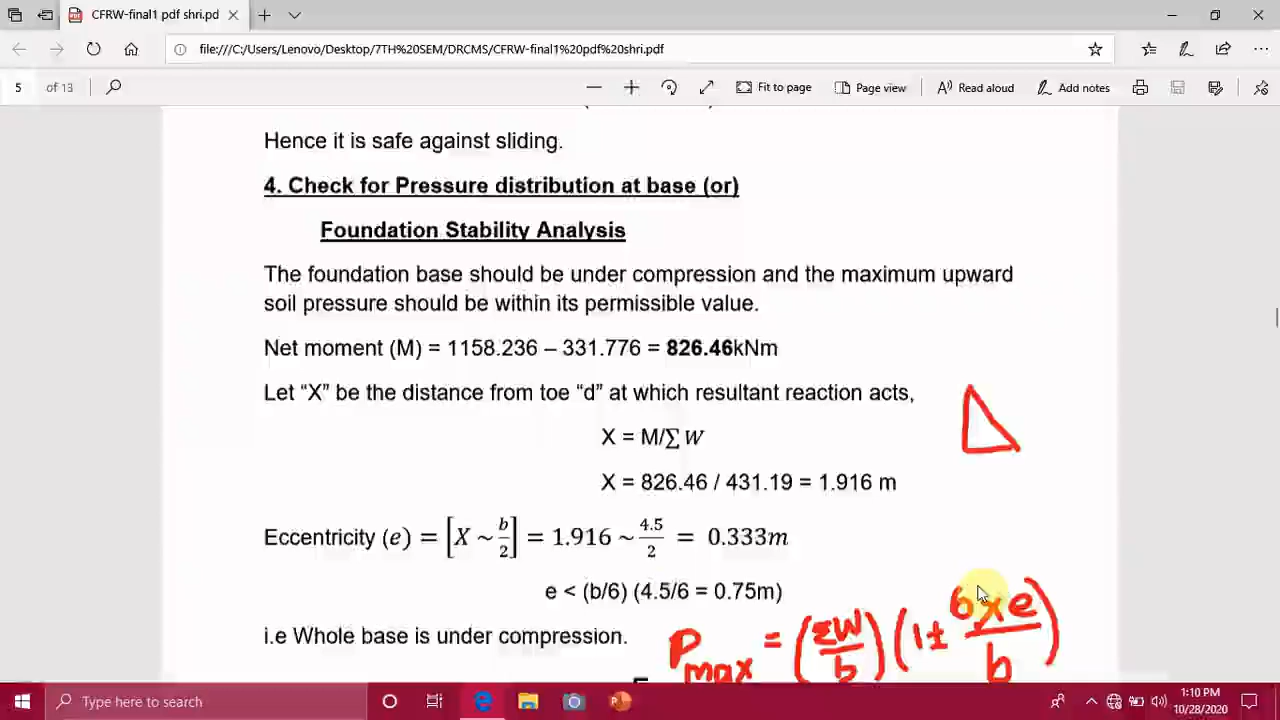 CFRW-final1 pdf shri.pd
file:///C:/Users/Lenovo/Desktop/7TH%20SEM/DRCMS/CFRW-final1%20pdf%20shri.pdf
5 of 13 Fit to page Page view Read aloud Add notes
Hence it is safe against sliding.
4. Check for Pressure distribution at base (or)
Foundation Stability Analysis
The foundation base should be under compression and the maximum upward
soil pressure should be within its permissible value.
Net moment (M) = 1158.236 – 331.776 = 826.46kNm
Let “X” be the distance from toe “d” at which resultant reaction acts,
X = M/∑ W
X = 826.46 / 431.19 = 1.916 m
Eccentricity (e) = [X ~ b/2] = 1.916 ~ 4.5/2 = 0.333m
e < (b/6) (4.5/6 = 0.75m)
i.e Whole base is under compression.
Pmax = (ΣW/b) (1± 6xe/b)
Type here to search
1:10 PM
10/28/2020